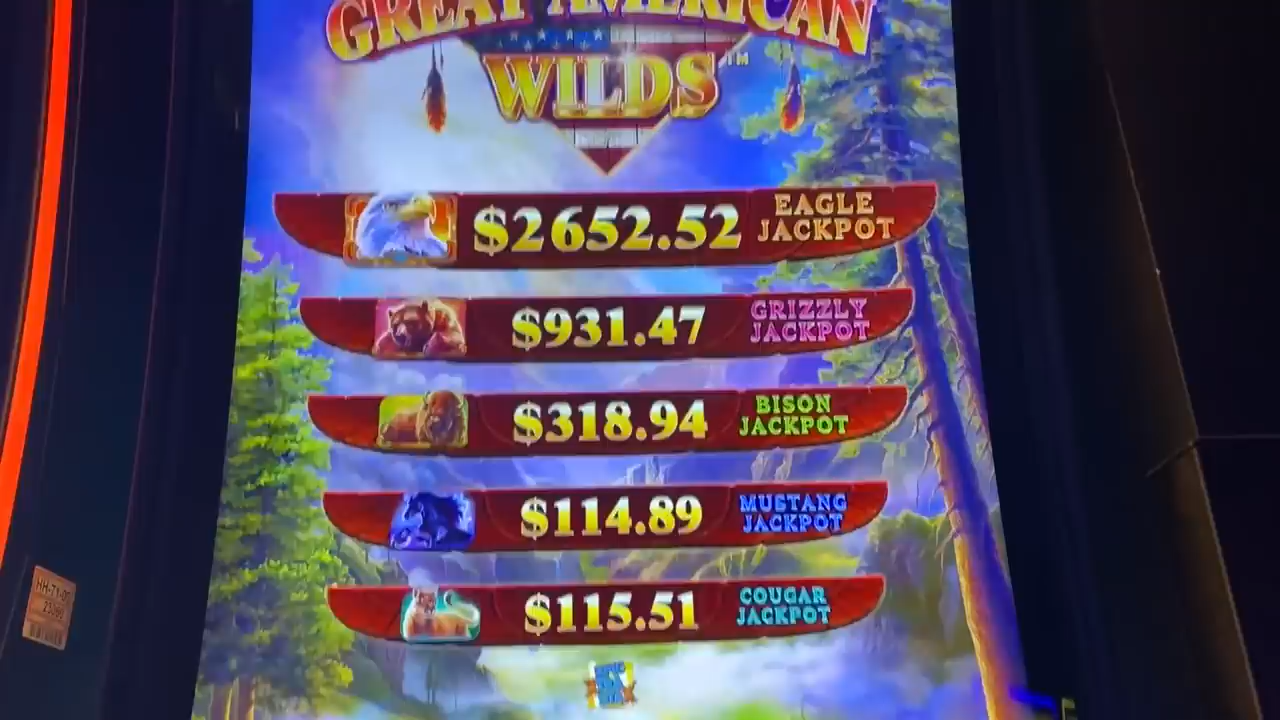 GREAT AMERICAN
WILDS™
$2652.52
EAGLE
JACKPOT
$931.47
GRIZZLY
JACKPOT
$318.94
BISON
JACKPOT
$114.89
MUSTANG
JACKPOT
$115.51
COUGAR
JACKPOT